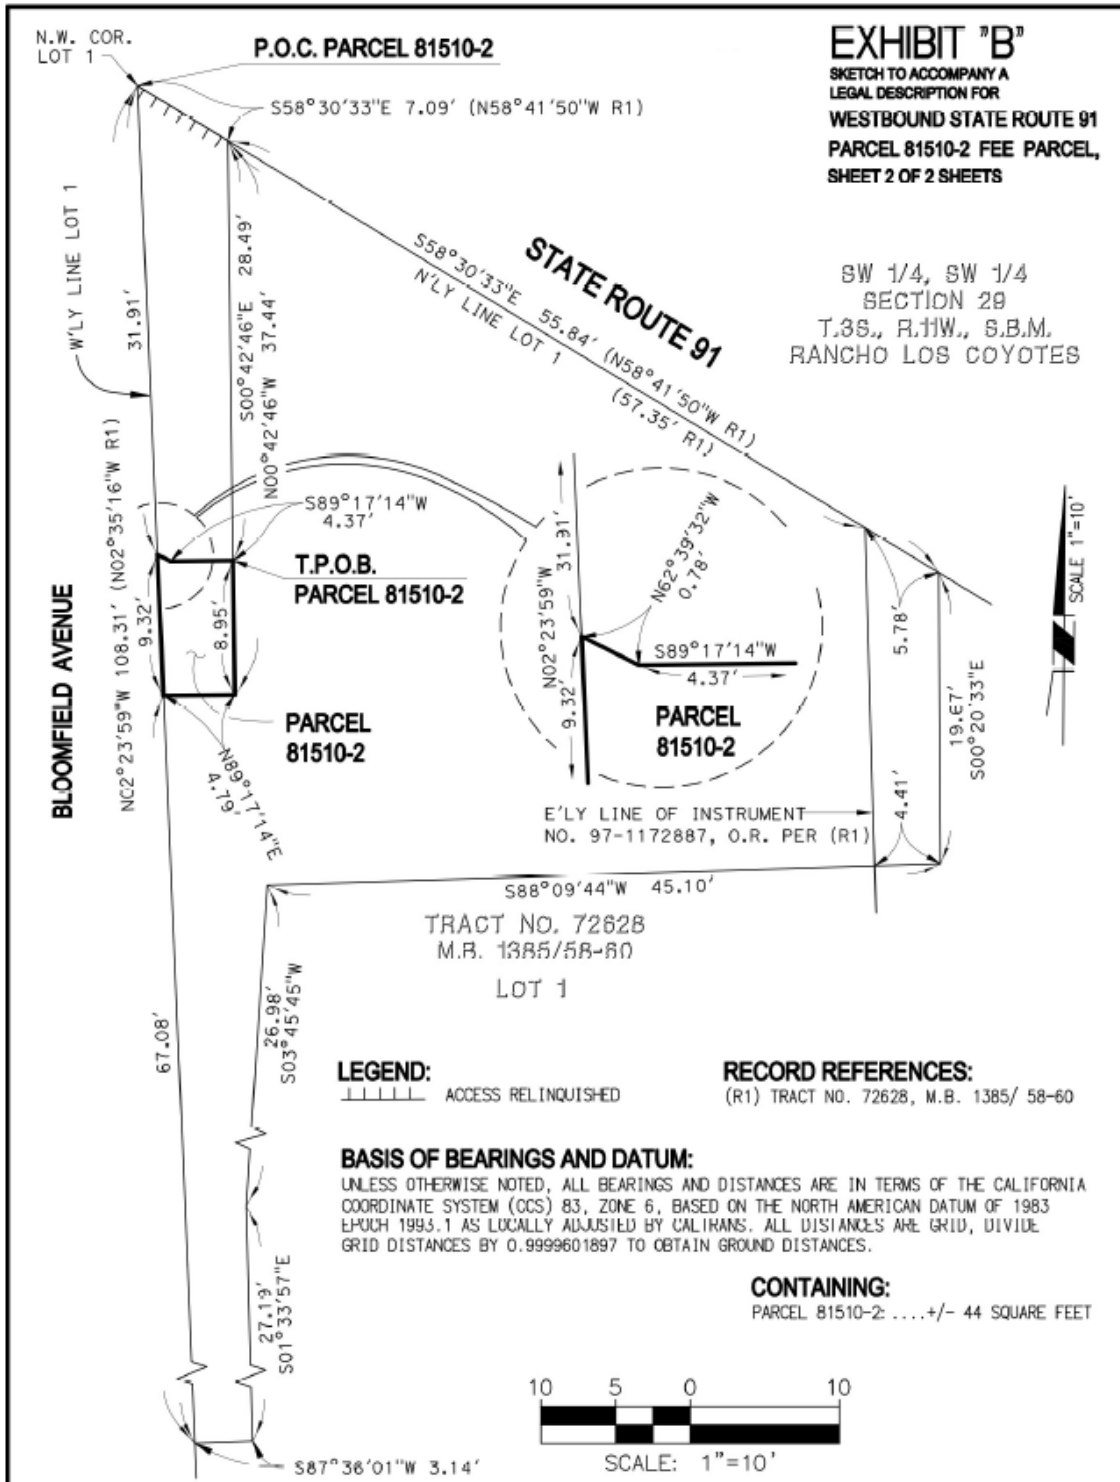 N.W. COR.
LOT 1
P.O.C. PARCEL 81510-2
S58°30'33"E 7.09' (N58°41'50"W R1)
EXHIBIT "B"
SKETCH TO ACCOMPANY A
LEGAL DESCRIPTION FOR
WESTBOUND STATE ROUTE 91
PARCEL 81510-2 FEE PARCEL,
SHEET 2 OF 2 SHEETS
SW 1/4, SW 1/4
SECTION 29
T.3S., R.11W., S.B.M.
RANCHO LOS COYOTES
W'LY LINE LOT 1
31.91'
S00°42'46"E 28.49'
N00°42'46"W 37.44'
STATE ROUTE 91
S58°30'33"E 55.84' (N58°41'50"W R1)
N'LY LINE LOT 1
(57.35' R1)
S89°17'14"W
4.37'
T.P.O.B.
PARCEL 81510-2
BLOOMFIELD AVENUE
N02°23'59"W 108.31' (N02°35'16"W R1)
9.32'
8.95'
PARCEL
81510-2
N89°17'14"E
4.79'
31.91'
N02°23'59"W
9.32'
N62°39'32"W
0.78'
S89°17'14"W
4.37'
PARCEL
81510-2
5.78'
19.67'
S00°20'33"E
4.41'
SCALE 1"=10'
E'LY LINE OF INSTRUMENT
NO. 97-1172887, O.R. PER (R1)
S88°09'44"W 45.10'
TRACT NO. 72628
M.B. 1385/58-60
LOT 1
67.08'
26.98'
S03°45'45"W
LEGEND:
ACCESS RELINQUISHED
RECORD REFERENCES:
(R1) TRACT NO. 72628, M.B. 1385/ 58-60
BASIS OF BEARINGS AND DATUM:
UNLESS OTHERWISE NOTED, ALL BEARINGS AND DISTANCES ARE IN TERMS OF THE CALIFORNIA
COORDINATE SYSTEM (CCS) 83, ZONE 6, BASED ON THE NORTH AMERICAN DATUM OF 1983
EPOCH 1993.1 AS LOCALLY ADJUSTED BY CALTRANS. ALL DISTANCES ARE GRID, DIVIDE
GRID DISTANCES BY 0.9999601897 TO OBTAIN GROUND DISTANCES.
27.19'
S01°33'57"E
CONTAINING:
PARCEL 81510-2: ....+/- 44 SQUARE FEET
10 5 0 10
SCALE: 1"=10'
S87°36'01"W 3.14'